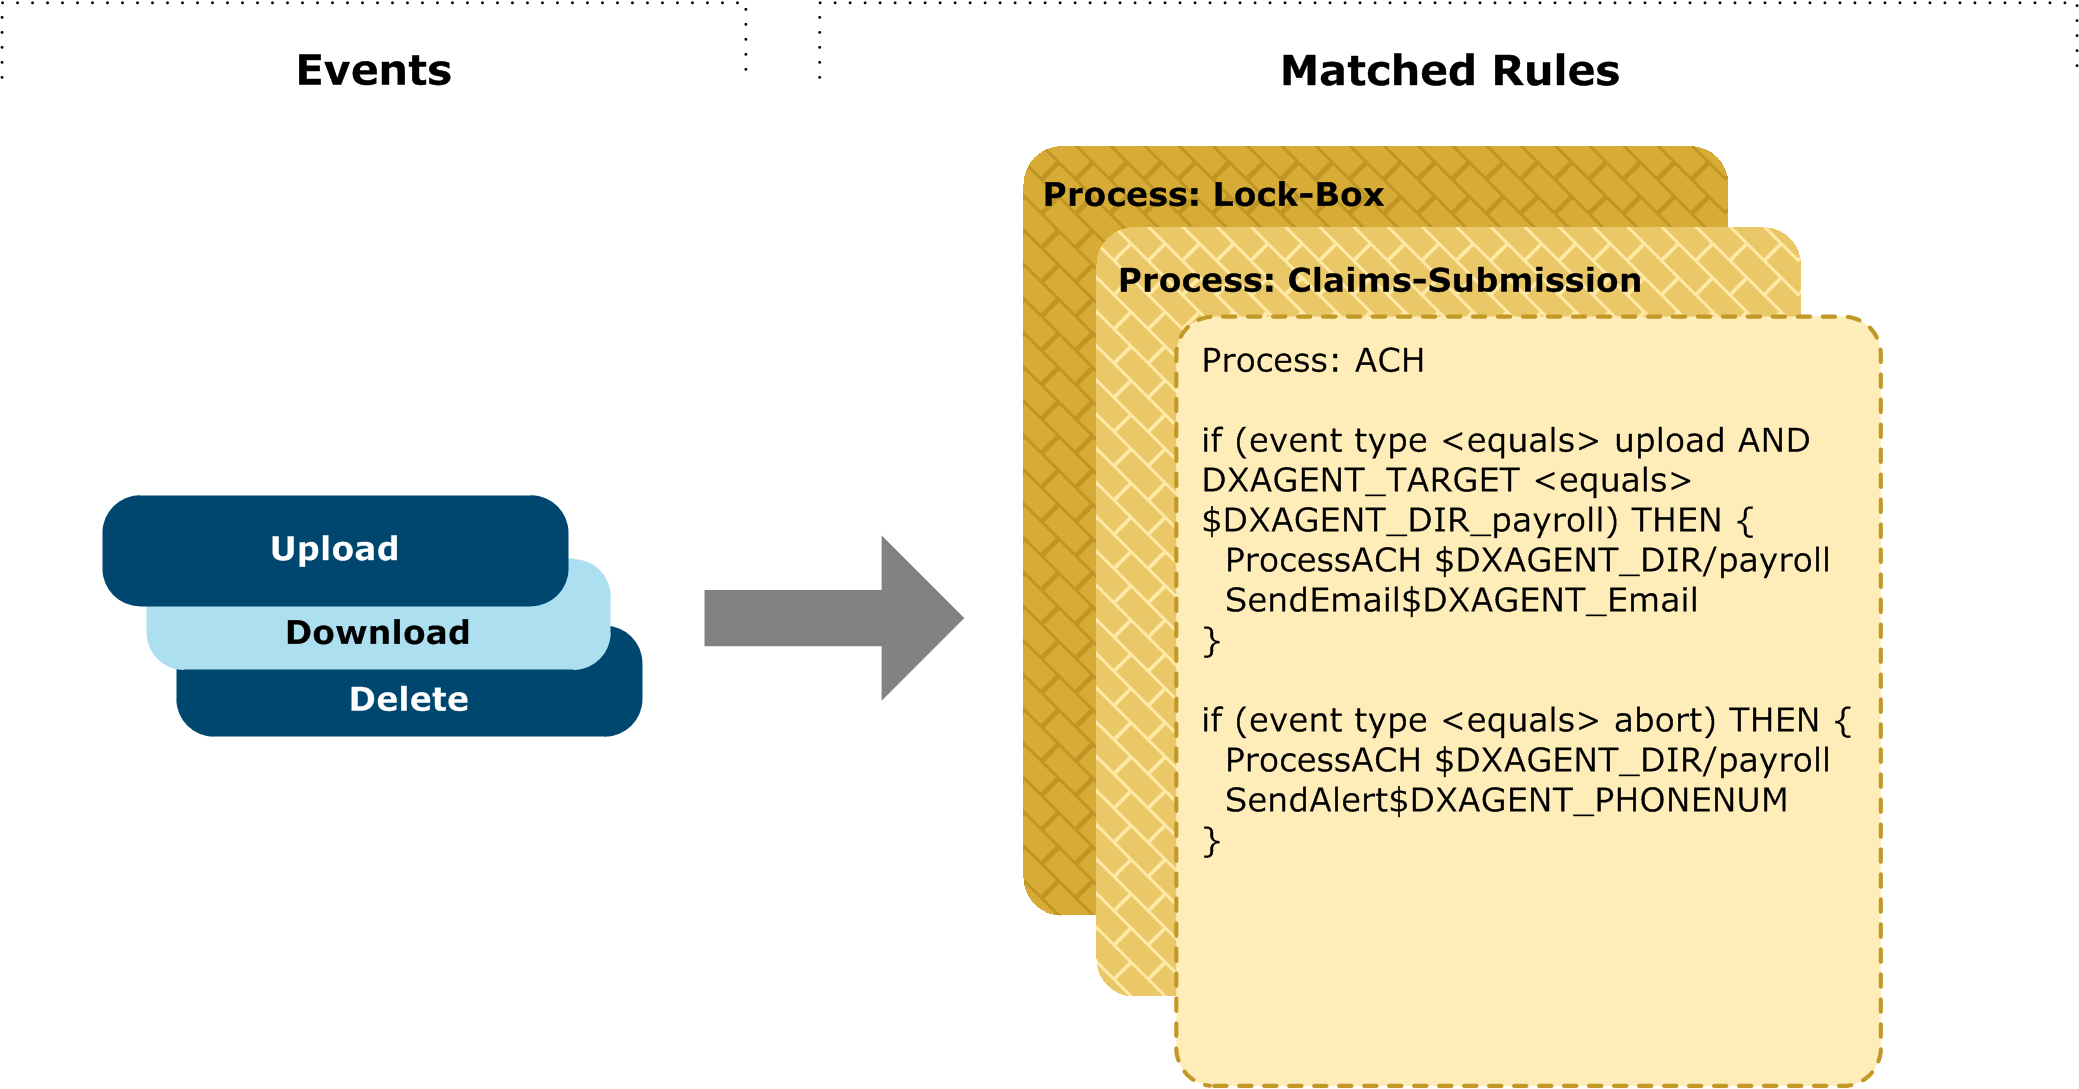 Events
Matched Rules
Upload
Download
Delete
Process: Lock-Box
Process: Claims-Submission
Process: ACH
if (event type <equals> upload AND
DXAGENT_TARGET <equals>
$DXAGENT_DIR_payroll) THEN {
ProcessACH $DXAGENT_DIR/payroll
SendEmail$DXAGENT_Email
}
if (event type <equals> abort) THEN {
ProcessACH $DXAGENT_DIR/payroll
SendAlert$DXAGENT_PHONENUM
}